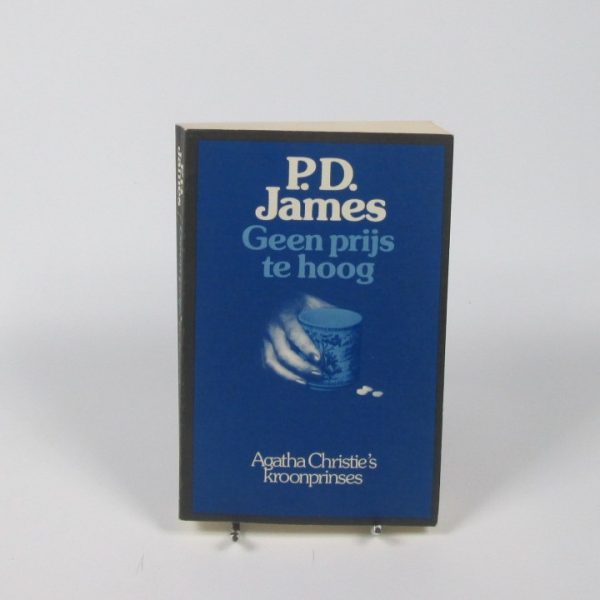 P.D.
James
Geen prijs
te hoog
Agatha Christie's
kroonprinses